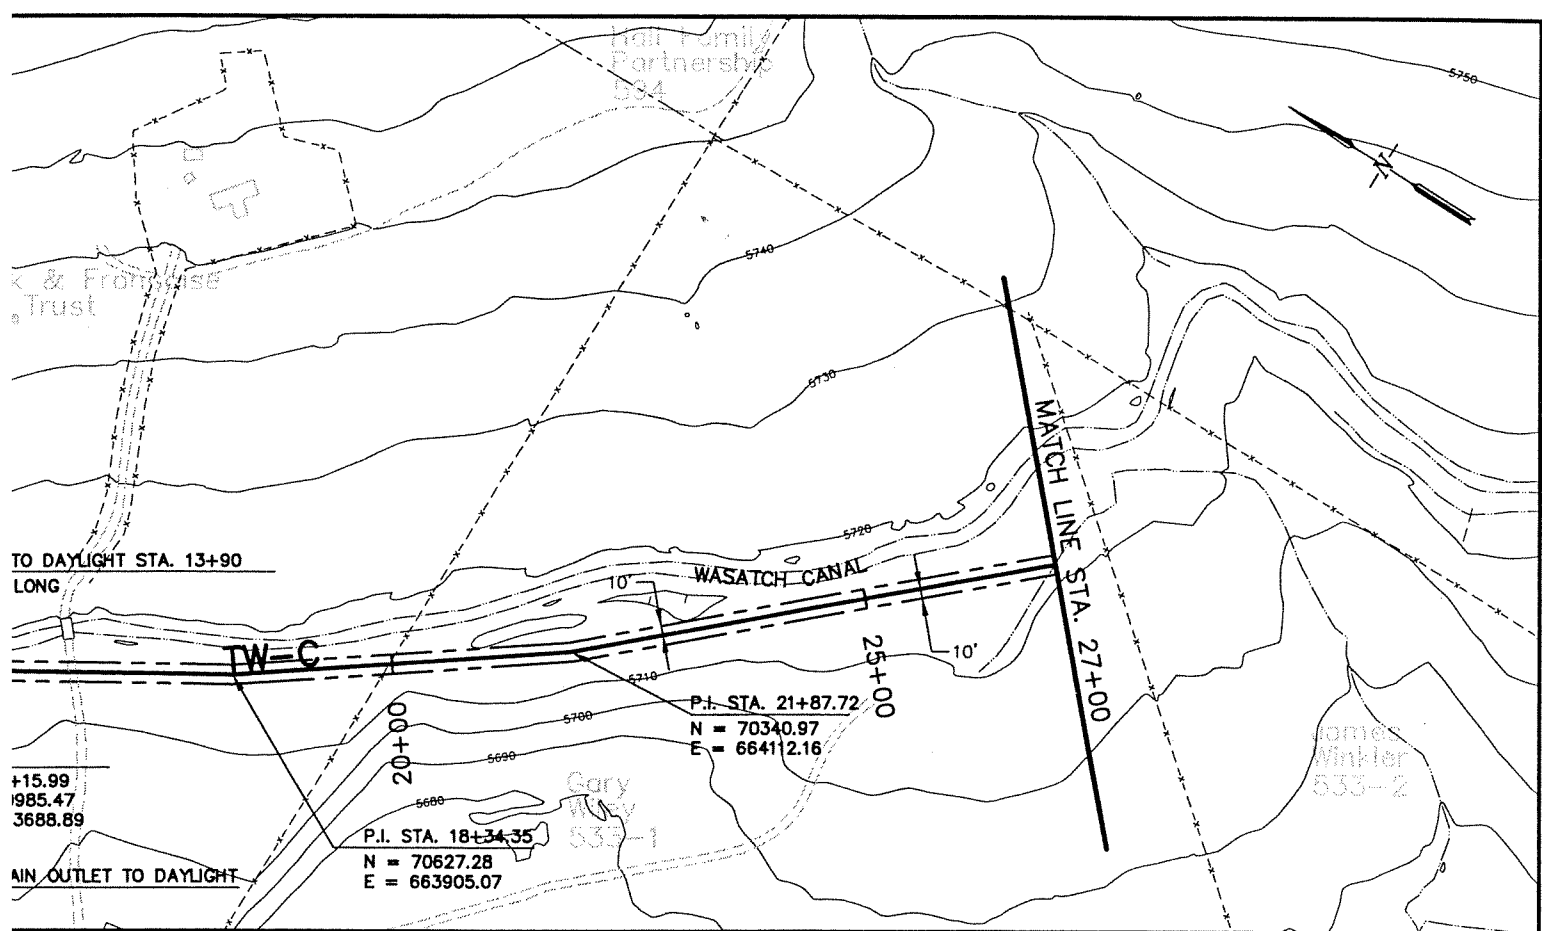 Hall Family
Partnership
534
5750
-N-
5740
k & Francoise
Trust
5730
MATCH LINE STA. 27+00
5720
TO DAYLIGHT STA. 13+90
LONG
10'
WASATCH CANAL
TW-C
10'
25+00
5710
P.I. STA. 21+87.72
N = 70340.97
E = 664112.16
5700
20+00
5690
James
Winkler
533-2
+15.99
985.47
3688.89
Gary
Wiley
533-1
5680
P.I. STA. 18+34.35
N = 70627.28
E = 663905.07
AIN OUTLET TO DAYLIGHT